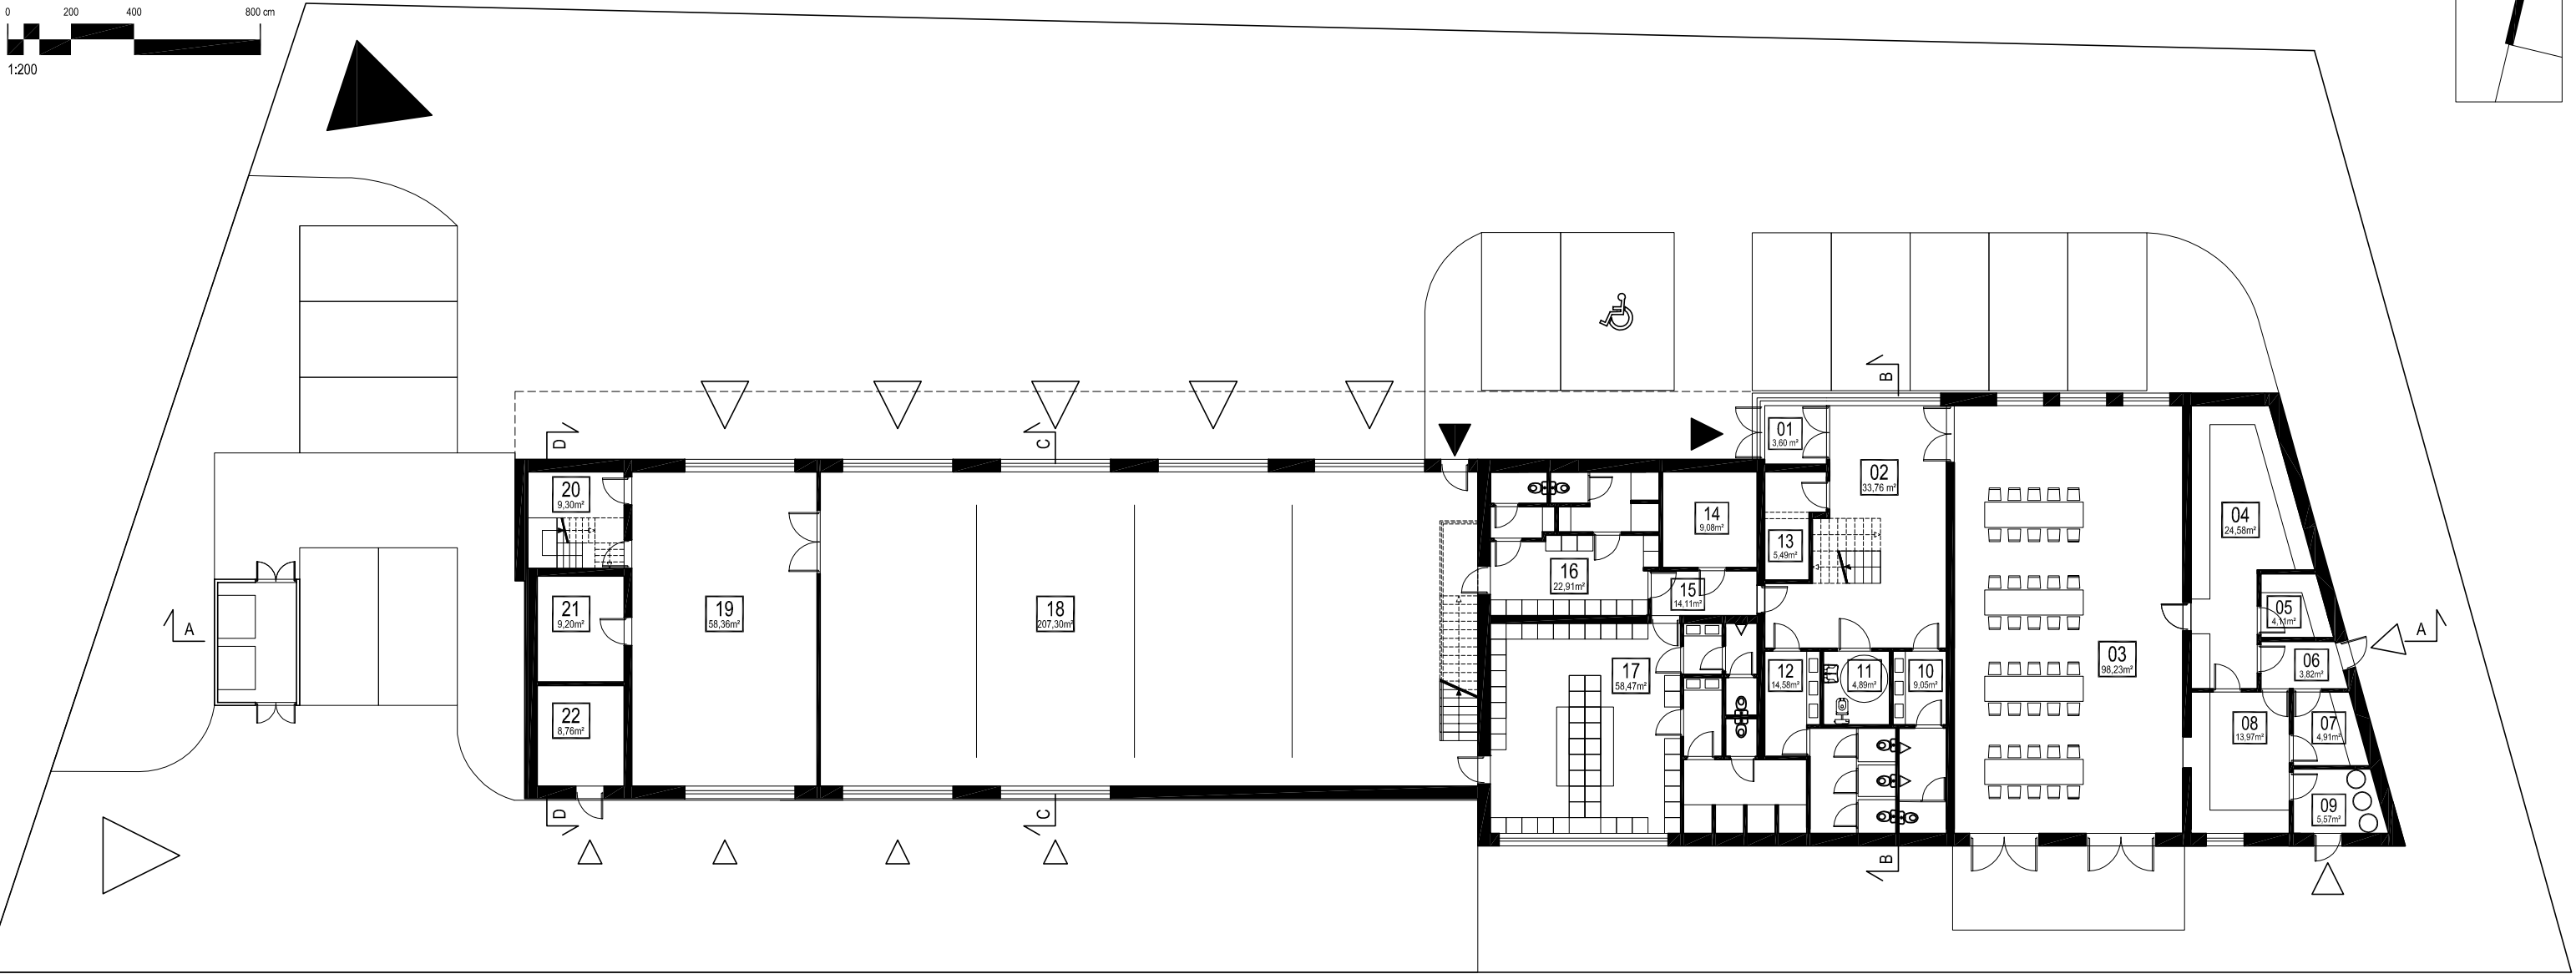 0 200 400 800 cm
1:200
B
01
3,60 m²
D
C
02
33,76 m²
20
9,30m²
14
9,08m²
04
24,58m²
13
5,49m²
16
22,91m²
15
14,11m²
21
9,20m²
19
58,36m²
18
207,30m²
05
4,11m²
A
A
17
58,47m²
12
14,58m²
11
4,89m²
10
9,05m²
03
98,23m²
06
3,82m²
22
8,76m²
08
13,97m²
07
4,91m²
09
5,57m²
D
C
B